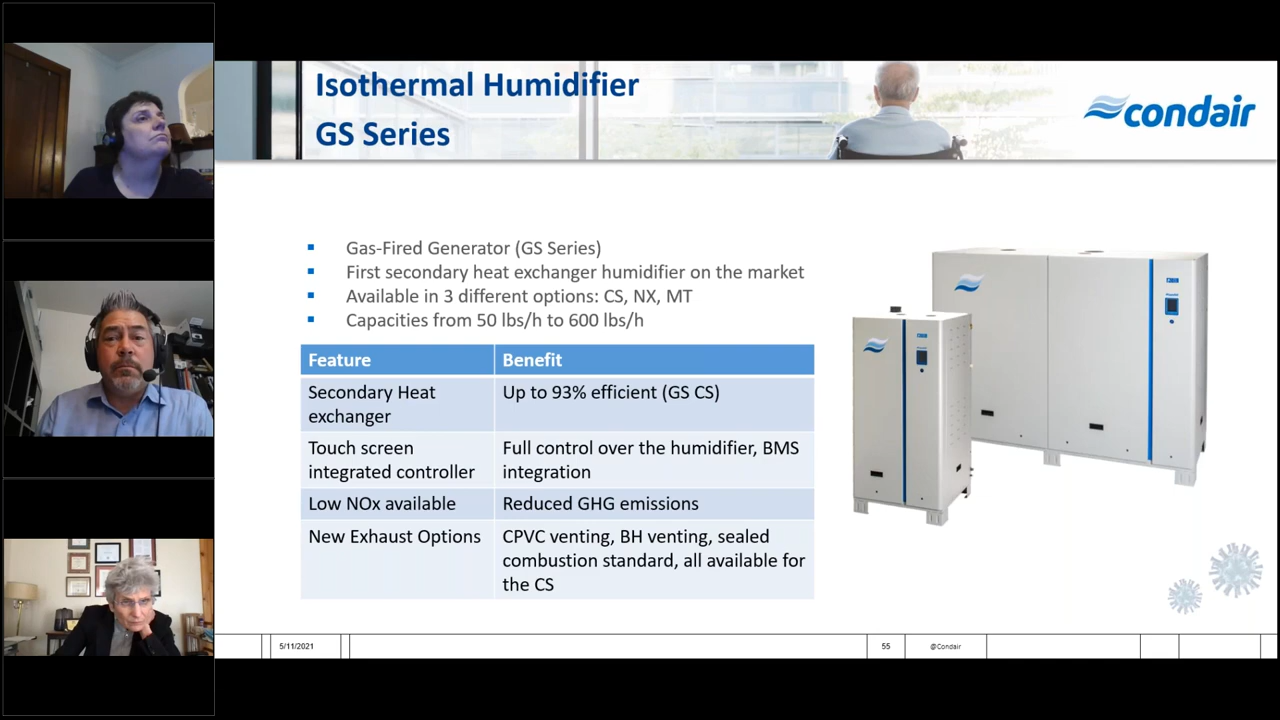 Isothermal Humidifier
GS Series
condair
Gas-Fired Generator (GS Series)
First secondary heat exchanger humidifier on the market
Available in 3 different options: CS, NX, MT
Capacities from 50 lbs/h to 600 lbs/h
Feature
Benefit
Secondary Heat
exchanger
Up to 93% efficient (GS CS)
Touch screen
integrated controller
Full control over the humidifier, BMS
integration
Low NOx available
Reduced GHG emissions
New Exhaust Options
CPVC venting, BH venting, sealed
combustion standard, all available for
the CS
5/11/2021
55
@Condair